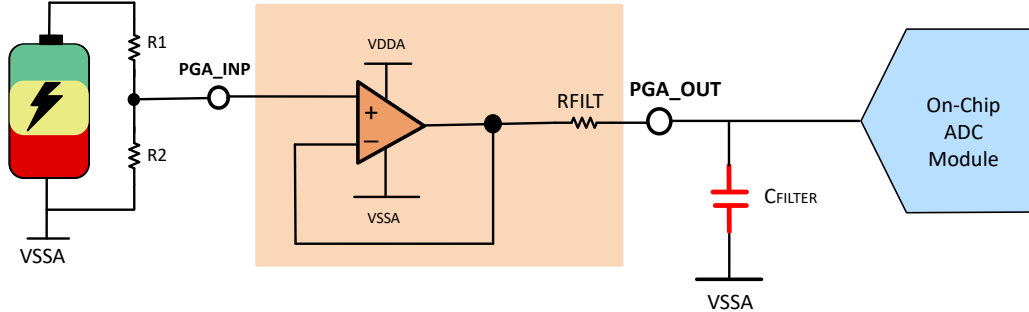 R1
R2
VSSA
PGA_INP
VDDA
VSSA
+
−
RFILT
PGA_OUT
CFILTER
VSSA
On-Chip
ADC
Module